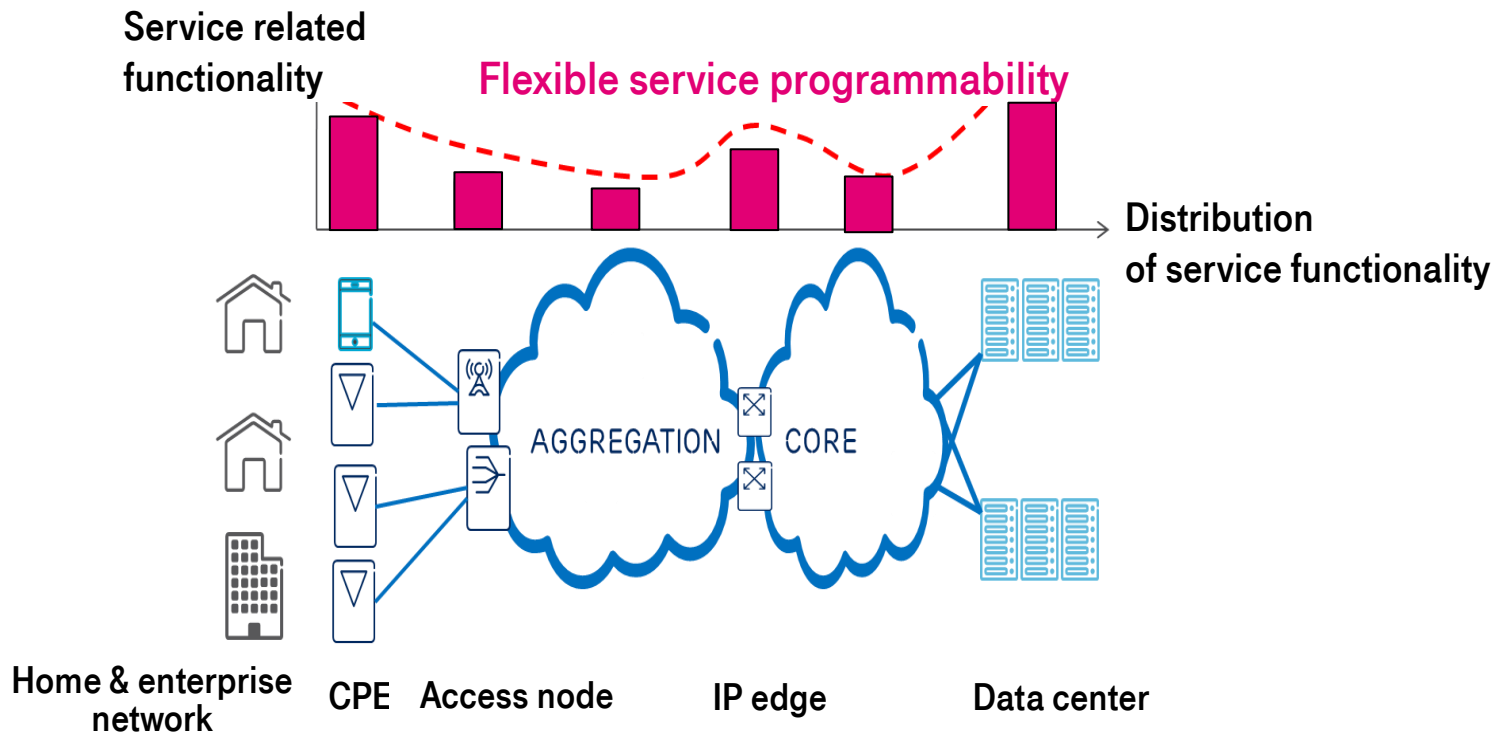 Service related
functionality
Flexible service programmability
Distribution
of service functionality
AGGREGATION
CORE
Home & enterprise
network
CPE
Access node
IP edge
Data center